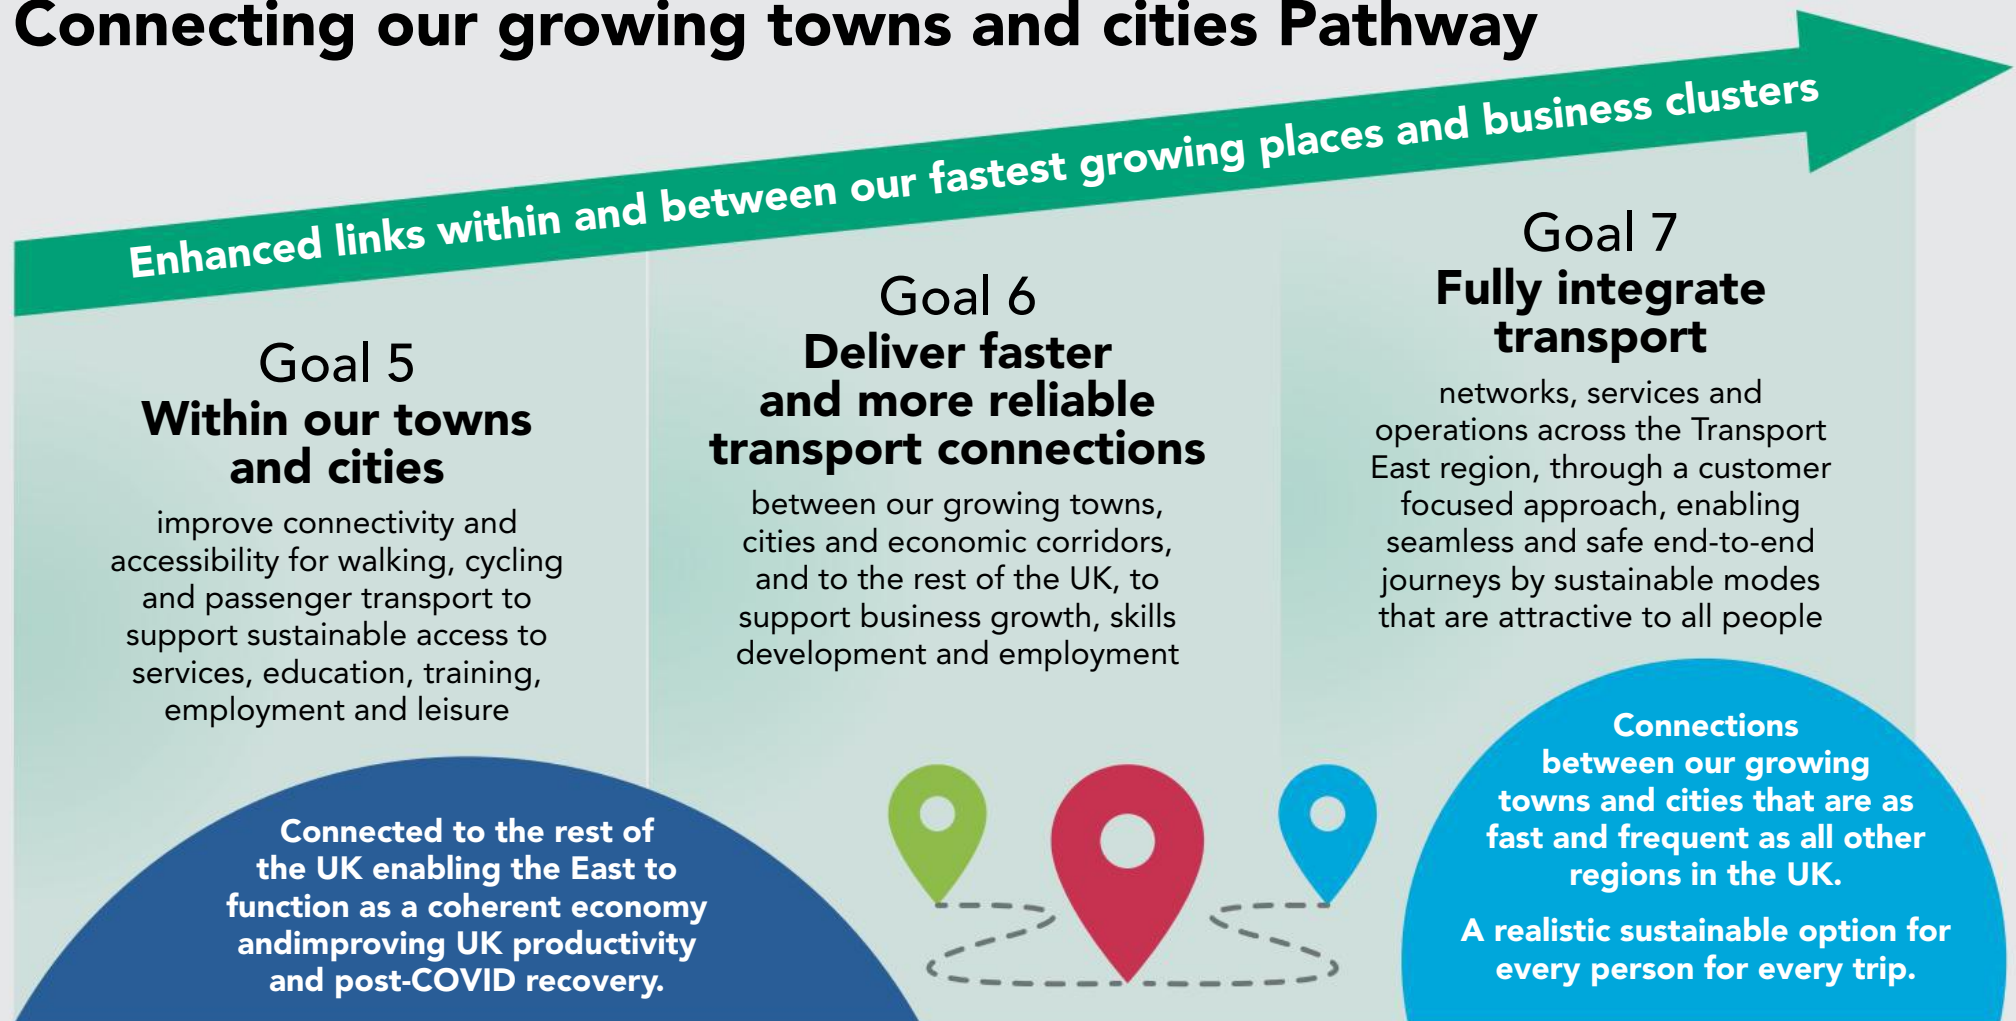 Connecting our growing towns and cities Pathway
Enhanced links within and between our fastest growing places and business clusters
Goal 5
Within our towns
and cities
improve connectivity and
accessibility for walking, cycling
and passenger transport to
support sustainable access to
services, education, training,
employment and leisure
Goal 6
Deliver faster
and more reliable
transport connections
between our growing towns,
cities and economic corridors,
and to the rest of the UK, to
support business growth, skills
development and employment
Goal 7
Fully integrate
transport
networks, services and
operations across the Transport
East region, through a customer
focused approach, enabling
seamless and safe end-to-end
journeys by sustainable modes
that are attractive to all people
Connected to the rest of
the UK enabling the East to
function as a coherent economy
andimproving UK productivity
and post-COVID recovery.
Connections
between our growing
towns and cities that are as
fast and frequent as all other
regions in the UK.
A realistic sustainable option for
every person for every trip.